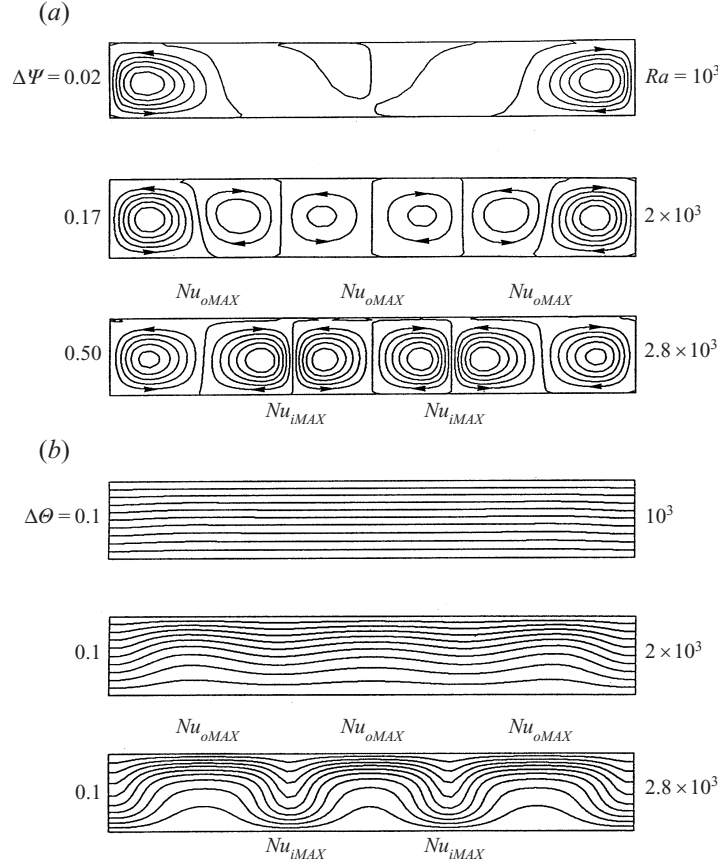 (a)
ΔΨ = 0.02 Ra = 10³
0.17 2 × 10³
Nu_oMAX Nu_oMAX Nu_oMAX
0.50 2.8 × 10³
Nu_iMAX Nu_iMAX
(b)
ΔΘ = 0.1 10³
0.1 2 × 10³
Nu_oMAX Nu_oMAX Nu_oMAX
0.1 2.8 × 10³
Nu_iMAX Nu_iMAX